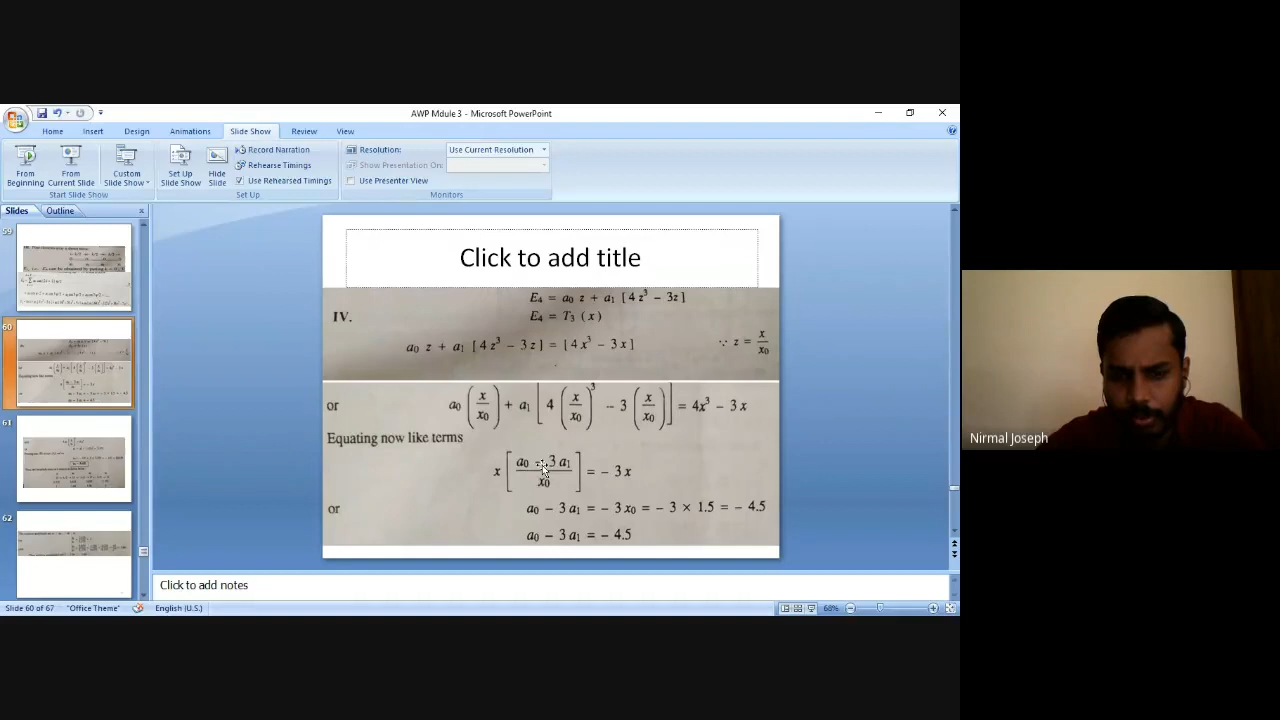 AWP Mdule 3 - Microsoft PowerPoint
Home Insert Design Animations Slide Show Review View
From Beginning
From Current Slide
Custom Slide Show
Start Slide Show
Set Up Slide Show
Hide Slide
Record Narration
Rehearse Timings
Use Rehearsed Timings
Set Up
Resolution: Use Current Resolution
Show Presentation On:
Use Presenter View
Monitors
Slides Outline
59
60
61
62
Click to add title
E₄ = a₀ z + a₁ [4 z³ − 3z]
IV. E₄ = T₃ (x)
a₀ z + a₁ [4 z³ − 3 z] = [4 x³ − 3 x] ∵ z = x/x₀
or a₀ (x/x₀) + a₁ [4 (x/x₀)³ − 3 (x/x₀)] = 4x³ − 3 x
Equating now like terms
x [(a₀ − 3 a₁)/x₀] = − 3 x
or a₀ − 3 a₁ = − 3 x₀ = − 3 × 1.5 = − 4.5
a₀ − 3 a₁ = − 4.5
Click to add notes
Slide 60 of 67 "Office Theme" English (U.S.) 68%
Nirmal Joseph